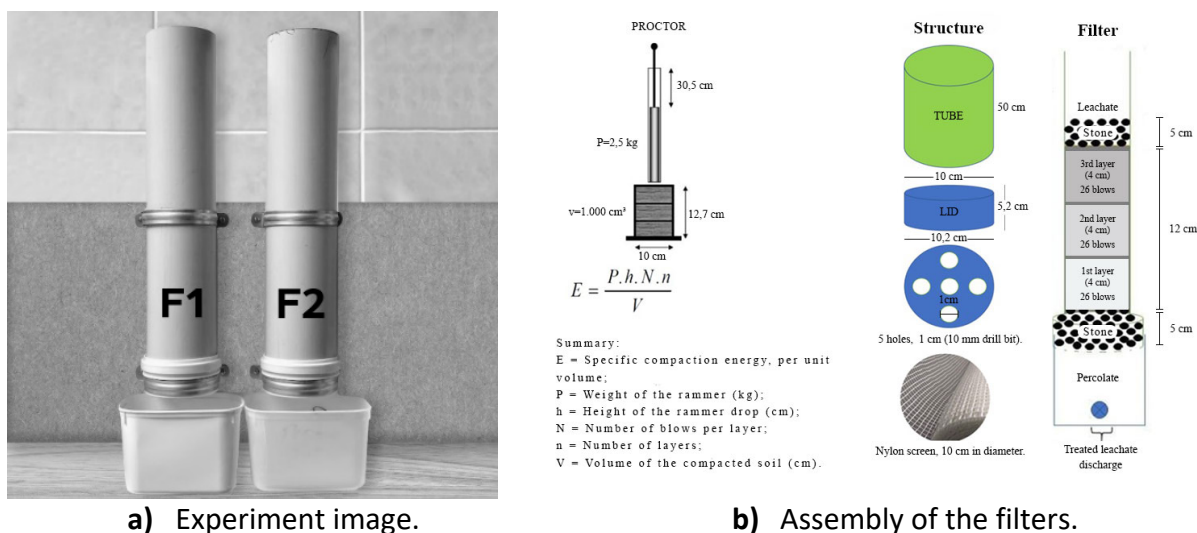 F1
F2
a) Experiment image.
PROCTOR
30,5 cm
P=2,5 kg
v=1.000 cm³
12,7 cm
10 cm
E = P.h.N.n / V
Summary:
E = Specific compaction energy, per unit
volume;
P = Weight of the rammer (kg);
h = Height of the rammer drop (cm);
N = Number of blows per layer;
n = Number of layers;
V = Volume of the compacted soil (cm).
Structure
TUBE
50 cm
10 cm
LID
5,2 cm
10,2 cm
1cm
5 holes, 1 cm (10 mm drill bit).
Nylon screen, 10 cm in diameter.
Filter
Leachate
Stone
5 cm
3rd layer
(4 cm)
26 blows
2nd layer
(4 cm)
26 blows
12 cm
1st layer
(4 cm)
26 blows
Stone
5 cm
Percolate
Treated leachate
discharge
b) Assembly of the filters.